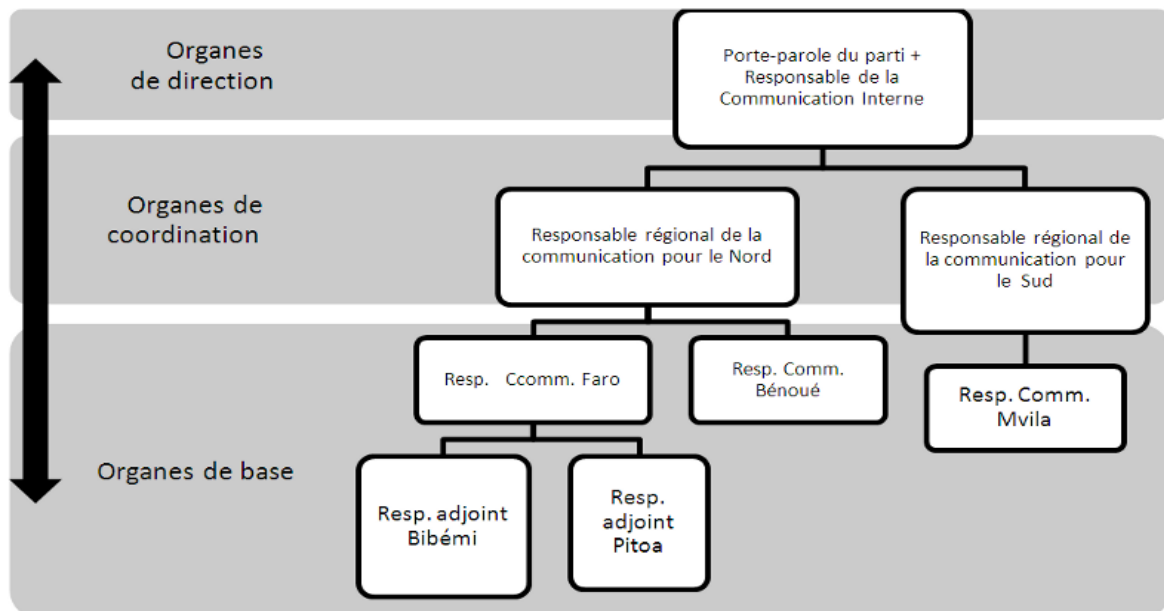 Organes
de direction
Porte-parole du parti +
Responsable de la
Communication Interne
Organes de
coordination
Responsable régional de la
communication pour le Nord
Responsable régional de
la communication pour
le Sud
Organes de base
Resp. Ccomm. Faro
Resp. Comm.
Bénoué
Resp. Comm.
Mvila
Resp. adjoint
Bibémi
Resp.
adjoint
Pitoa